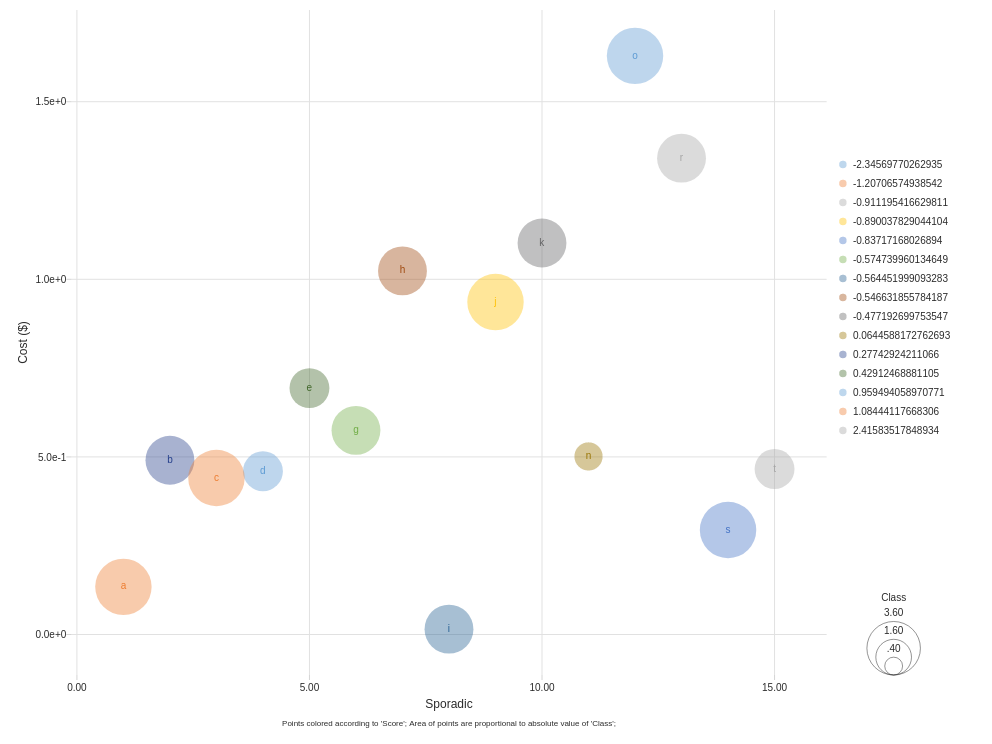 1.5e+0
1.0e+0
5.0e-1
0.0e+0
Cost ($)
0.00
5.00
10.00
15.00
Sporadic
o
r
k
h
j
e
g
b
c
d
n
t
s
a
i
-2.34569770262935
-1.20706574938542
-0.911195416629811
-0.890037829044104
-0.83717168026894
-0.574739960134649
-0.564451999093283
-0.546631855784187
-0.477192699753547
0.0644588172762693
0.27742924211066
0.42912468881105
0.959494058970771
1.08444117668306
2.41583517848934
Class
3.60
1.60
.40
Points colored according to 'Score'; Area of points are proportional to absolute value of 'Class';